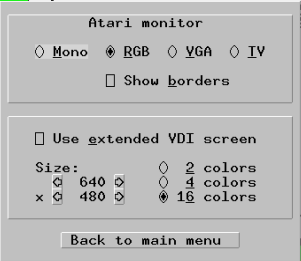 Atari monitor
Mono RGB VGA TV
Show borders
Use extended VDI screen
Size: 2 colors
640 4 colors
x 480 16 colors
Back to main menu